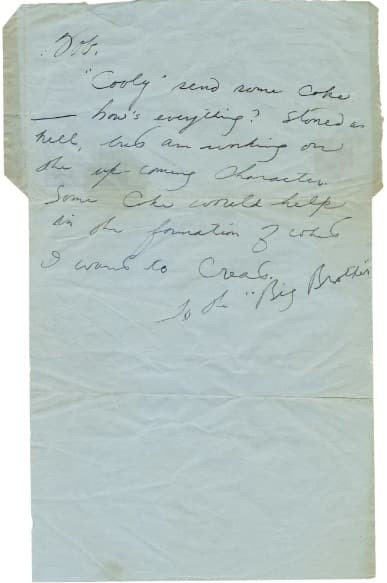 Bob.
"Cooly" send some Coke
— how's everything? Stoned as
hell, but am working on
the up-coming character.
Some Coke would help
in the formation of what
I want to Create.
To the "Big Brother"